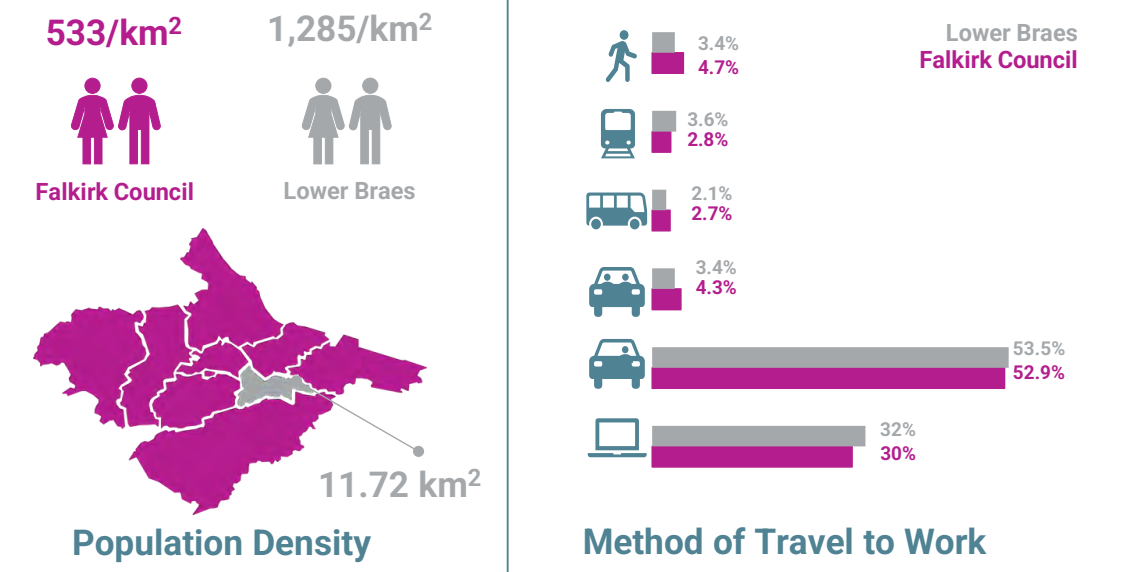 533/km²
1,285/km²
Falkirk Council
Lower Braes
11.72 km²
Population Density
Lower Braes
Falkirk Council
3.4%
4.7%
3.6%
2.8%
2.1%
2.7%
3.4%
4.3%
53.5%
52.9%
32%
30%
Method of Travel to Work